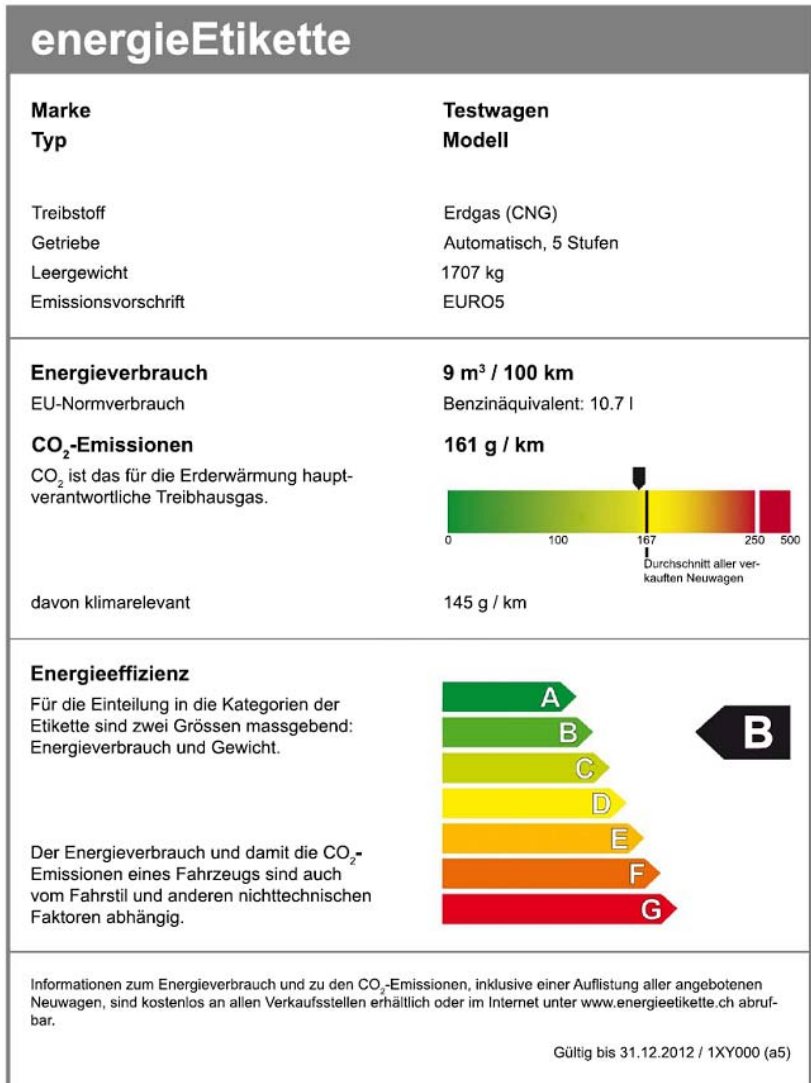 energieEtikette
Marke Testwagen
Typ Modell
Treibstoff Erdgas (CNG)
Getriebe Automatisch, 5 Stufen
Leergewicht 1707 kg
Emissionsvorschrift EURO5
Energieverbrauch 9 m³ / 100 km
EU-Normverbrauch Benzinäquivalent: 10.7 l
CO₂-Emissionen 161 g / km
CO₂ ist das für die Erderwärmung haupt-
verantwortliche Treibhausgas.
0 100 167 250 500
Durchschnitt aller ver-
kauften Neuwagen
davon klimarelevant 145 g / km
Energieeffizienz
Für die Einteilung in die Kategorien der
Etikette sind zwei Grössen massgebend:
Energieverbrauch und Gewicht.
Der Energieverbrauch und damit die CO₂-
Emissionen eines Fahrzeugs sind auch
vom Fahrstil und anderen nichttechnischen
Faktoren abhängig.
A
B B
C
D
E
F
G
Informationen zum Energieverbrauch und zu den CO₂-Emissionen, inklusive einer Auflistung aller angebotenen
Neuwagen, sind kostenlos an allen Verkaufsstellen erhältlich oder im Internet unter www.energieetikette.ch abruf-
bar.
Gültig bis 31.12.2012 / 1XY000 (a5)